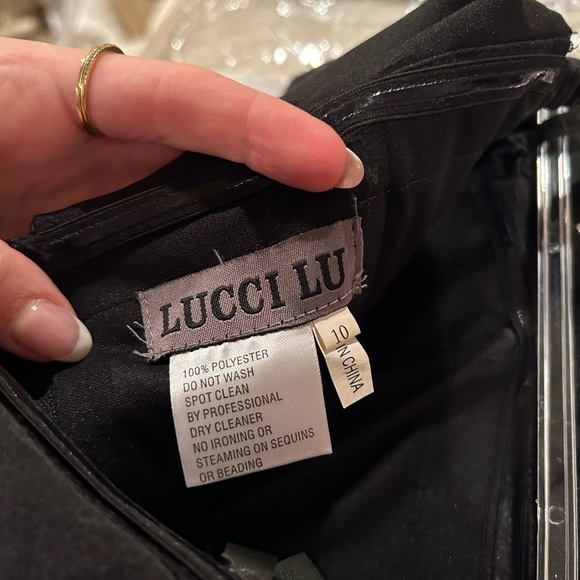 LUCCI LU
10
IN CHINA
100% POLYESTER
DO NOT WASH
SPOT CLEAN
BY PROFESSIONAL
DRY CLEANER
NO IRONING OR
STEAMING ON SEQUINS
OR BEADING